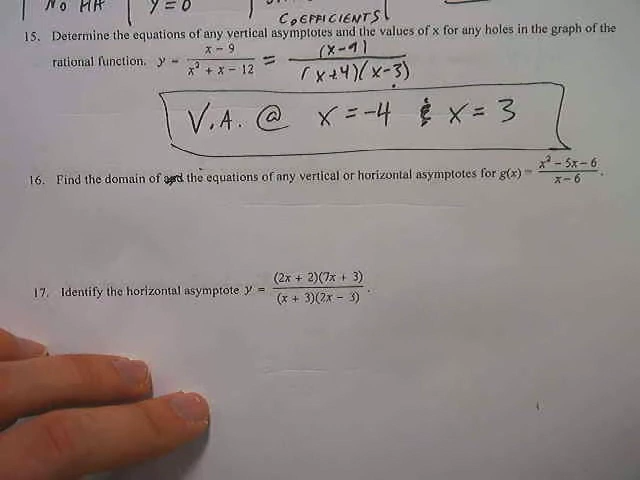 No HA y=0
COEFFICIENTS
15. Determine the equations of any vertical asymptotes and the values of x for any holes in the graph of the
rational function. y = (x - 9)/(x² + x - 12) = (x-9)/((x+4)(x-3))
V.A. @ x=-4 & x=3
16. Find the domain of and the equations of any vertical or horizontal asymptotes for g(x) = (x² - 5x - 6)/(x - 6).
17. Identify the horizontal asymptote y = ((2x + 2)(7x + 3))/((x + 3)(2x - 3)).